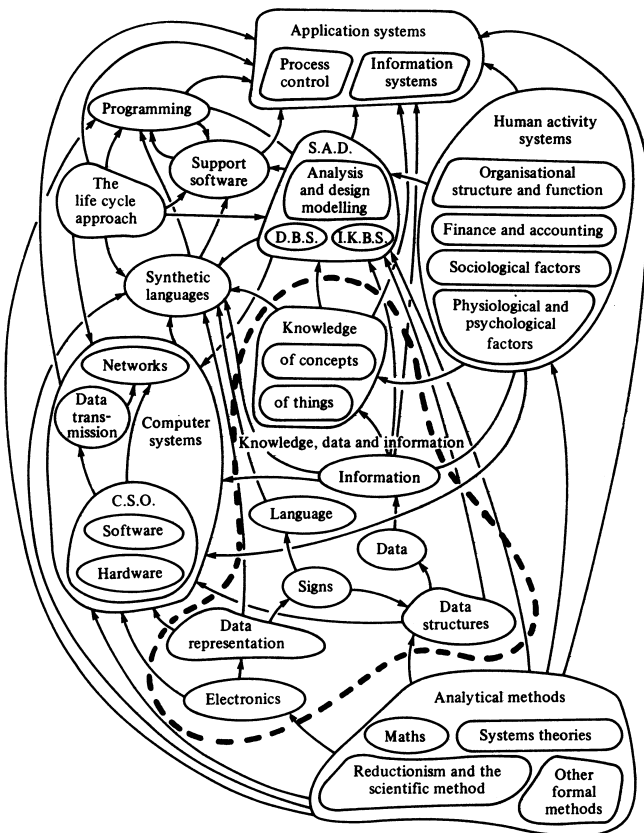 Application systems
Process
control
Information
systems
Programming
Human activity
systems
S.A.D.
Support
software
Analysis
and design
modelling
Organisational
structure and function
The
life cycle
approach
D.B.S.
I.K.B.S.
Finance and accounting
Sociological factors
Synthetic
languages
Physiological and
psychological
factors
Knowledge
of concepts
of things
Networks
Data
trans-
mission
Computer
systems
Knowledge, data and information
Information
C.S.O.
Software
Hardware
Language
Data
Signs
Data
representation
Data
structures
Electronics
Analytical methods
Maths
Systems theories
Reductionism and the
scientific method
Other
formal
methods